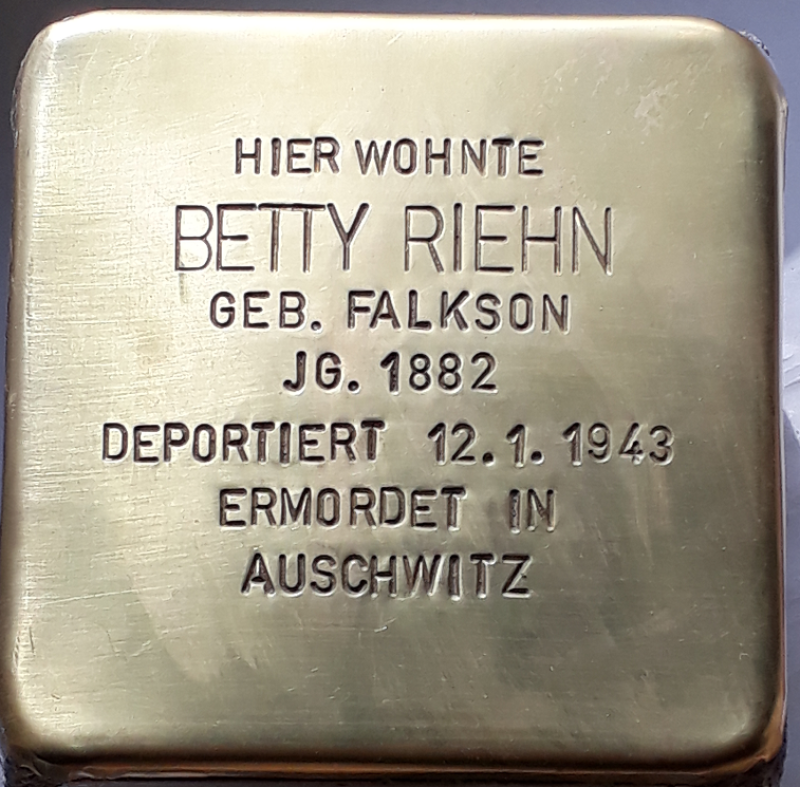 HIER WOHNTE
BETTY RIEHN
GEB. FALKSON
JG. 1882
DEPORTIERT 12.1.1943
ERMORDET IN
AUSCHWITZ